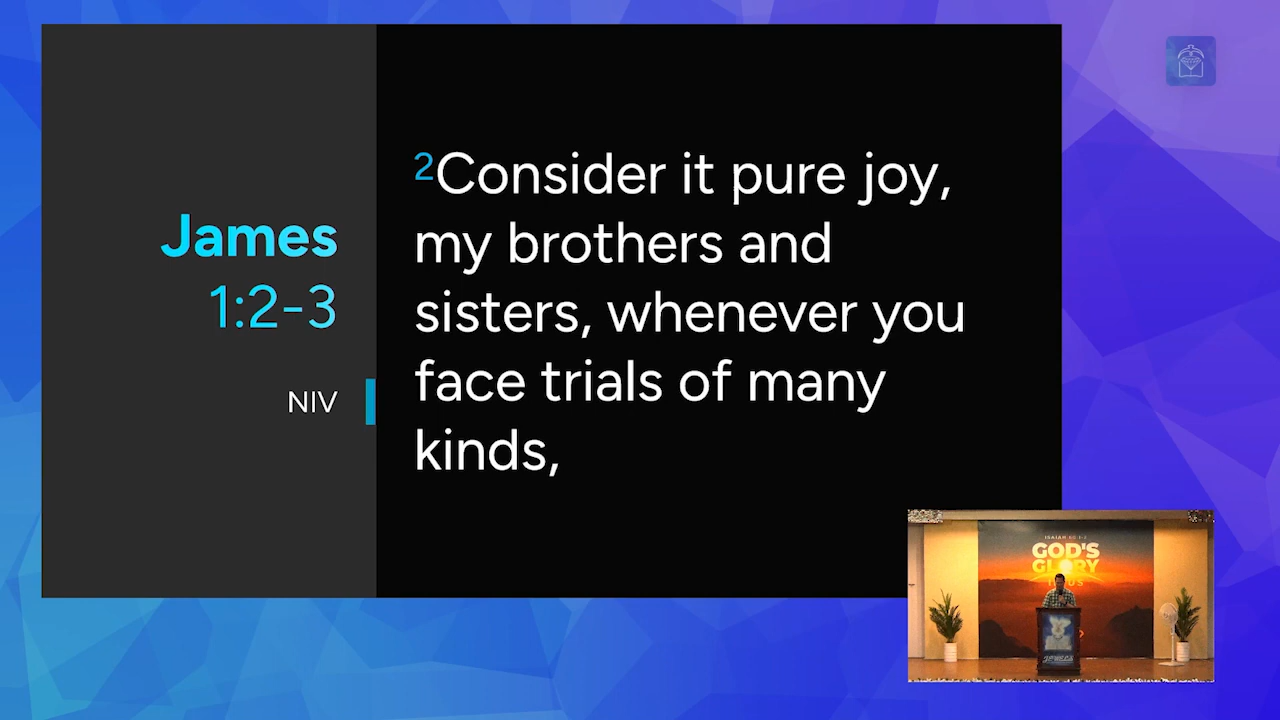 James
1:2-3
NIV
2Consider it pure joy,
my brothers and
sisters, whenever you
face trials of many
kinds,
GOD'S
GLORY
JEWELS